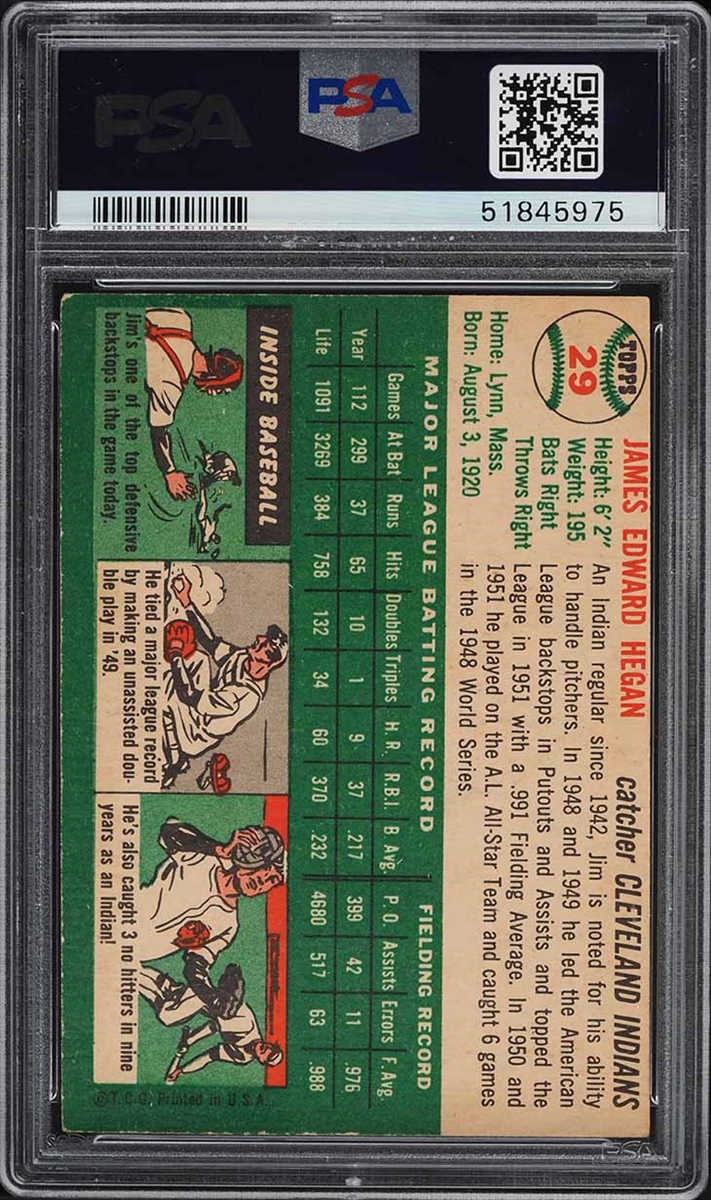 PSA
PSA
51845975
TOPPS
29
JAMES EDWARD HEGAN
catcher CLEVELAND INDIANS
Height: 6' 2"
Weight: 195
Bats Right
Throws Right
Home: Lynn, Mass.
Born: August 3, 1920
An Indian regular since 1942, Jim is noted for his ability
to handle pitchers. In 1948 and 1949 he led the American
League backstops in Putouts and Assists and topped the
League in 1951 with a .991 Fielding Average. In 1950 and
1951 he played on the A.L. All-Star Team and caught 6 games
in the 1948 World Series.
MAJOR LEAGUE BATTING RECORD FIELDING RECORD
Games At Bat Runs Hits Doubles Triples H.R. R.B.I. B Avg. P.O. Assists Errors F.Avg.
Year 112 299 37 65 10 1 9 37 .217 399 42 11 .976
Life 1091 3269 384 758 132 34 60 370 .232 4680 517 63 .988
INSIDE BASEBALL
Jim's one of the top defensive
backstops in the game today.
He tied a major league record
by making an unassisted dou-
ble play in '49.
He's also caught 3 no hitters in nine
years as an Indian!
©T.C.G. Printed in U.S.A.
PSA